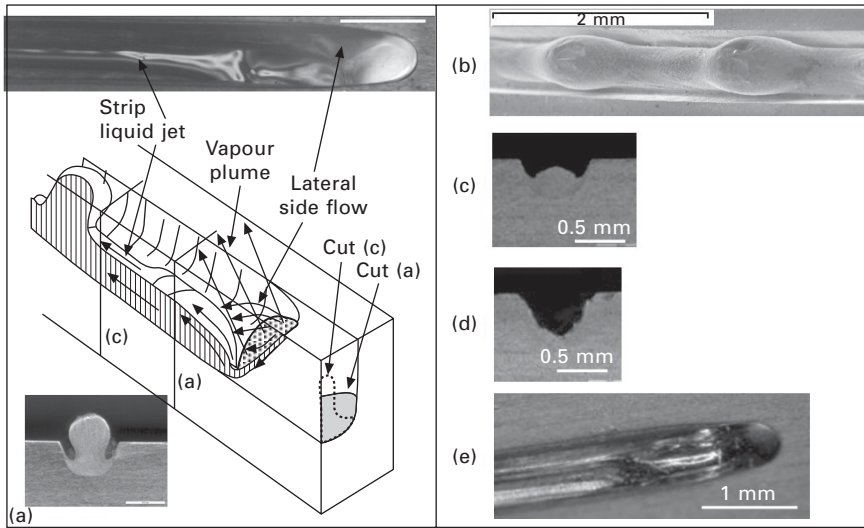 Strip
liquid jet
Vapour
plume
Lateral
side flow
Cut (c)
Cut (a)
(c)
(a)
(a)
2 mm
(b)
(c)
0.5 mm
(d)
0.5 mm
(e)
1 mm